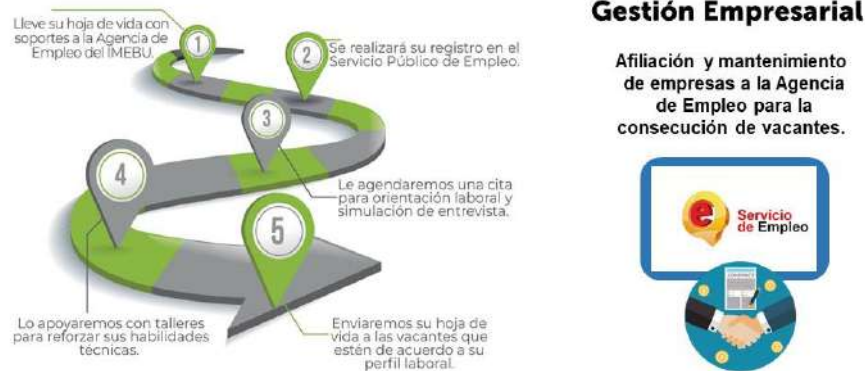 Lleve su hoja de vida con
soportes a la Agencia de
Empleo del IMEBU.
1
2
Se realizará su registro en el
Servicio Público de Empleo.
3
Le agendaremos una cita
para orientación laboral y
simulación de entrevista.
4
Lo apoyaremos con talleres
para reforzar sus habilidades
técnicas.
5
Enviaremos su hoja de
vida a las vacantes que
estén de acuerdo a su
perfil laboral.
Gestión Empresarial
Afiliación y mantenimiento
de empresas a la Agencia
de Empleo para la
consecución de vacantes.
e
Servicio
de Empleo